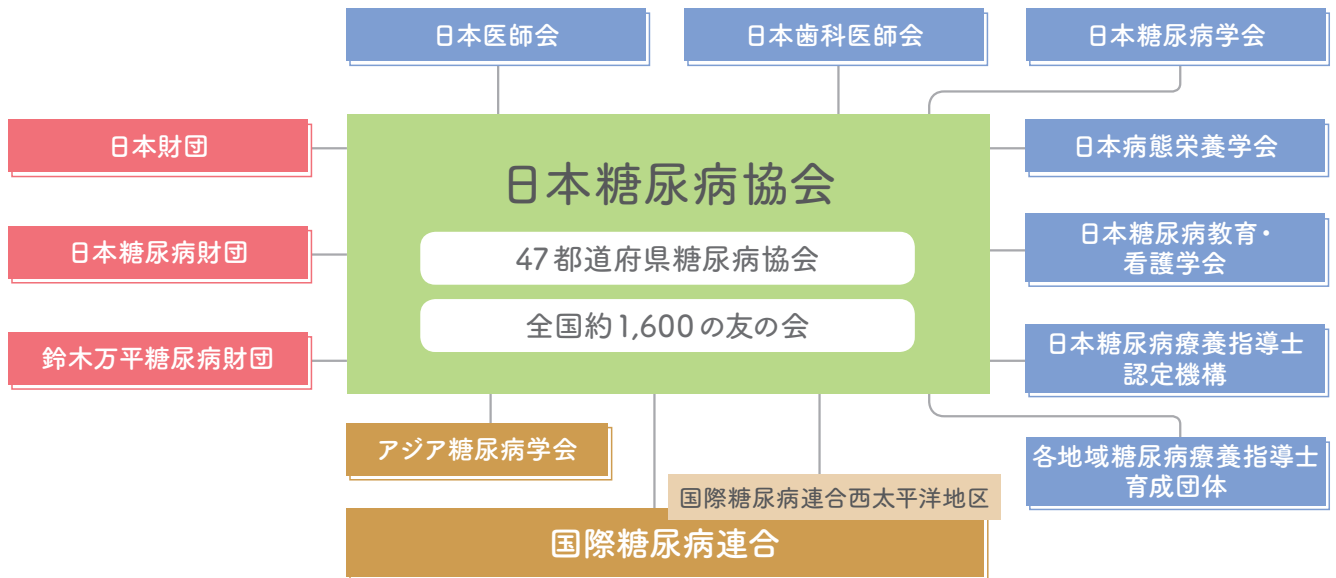 日本医師会
日本歯科医師会
日本糖尿病学会
日本財団
日本糖尿病財団
鈴木万平糖尿病財団
日本糖尿病協会
47都道府県糖尿病協会
全国約1,600の友の会
日本病態栄養学会
日本糖尿病教育・
看護学会
日本糖尿病療養指導士
認定機構
各地域糖尿病療養指導士
育成団体
アジア糖尿病学会
国際糖尿病連合西太平洋地区
国際糖尿病連合